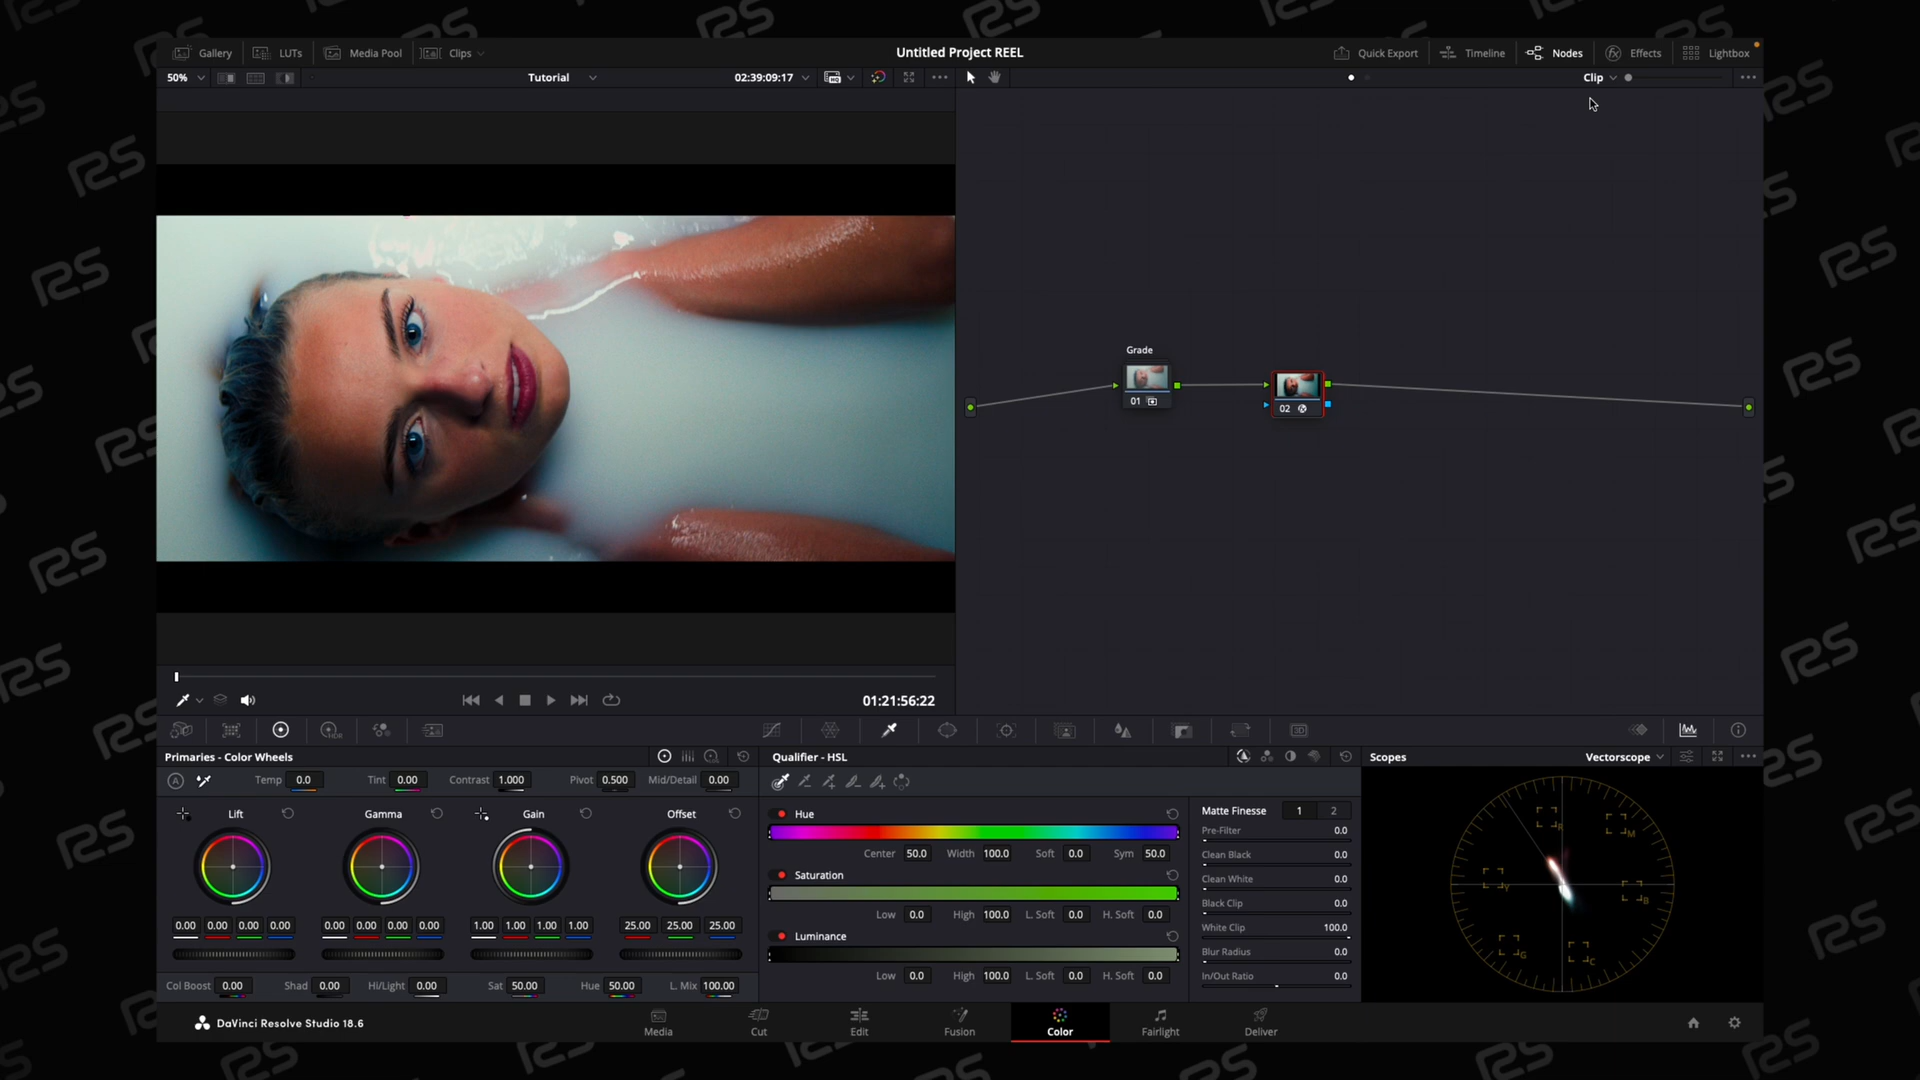 Gallery LUTs Media Pool Clips Untitled Project REEL Quick Export Timeline Nodes Effects Lightbox
50% Tutorial 02:39:09:17 Clip
Grade
01
02
01:21:56:22
Primaries - Color Wheels
Temp 0.0 Tint 0.00 Contrast 1.000 Pivot 0.500 Mid/Detail 0.00
Lift Gamma Gain Offset
0.00 0.00 0.00 0.00 0.00 0.00 0.00 0.00 1.00 1.00 1.00 1.00 25.00 25.00 25.00
Col Boost 0.00 Shad 0.00 Hi/Light 0.00 Sat 50.00 Hue 50.00 L. Mix 100.00
Qualifier - HSL
Hue
Center 50.0 Width 100.0 Soft 0.0 Sym 50.0
Saturation
Low 0.0 High 100.0 L. Soft 0.0 H. Soft 0.0
Luminance
Low 0.0 High 100.0 L. Soft 0.0 H. Soft 0.0
Matte Finesse 1 2
Pre-Filter 0.0
Clean Black 0.0
Clean White 0.0
Black Clip 0.0
White Clip 100.0
Blur Radius 0.0
In/Out Ratio 0.0
Scopes Vectorscope
R
M
Y
B
G
C
DaVinci Resolve Studio 18.6
Media Cut Edit Fusion Color Fairlight Deliver